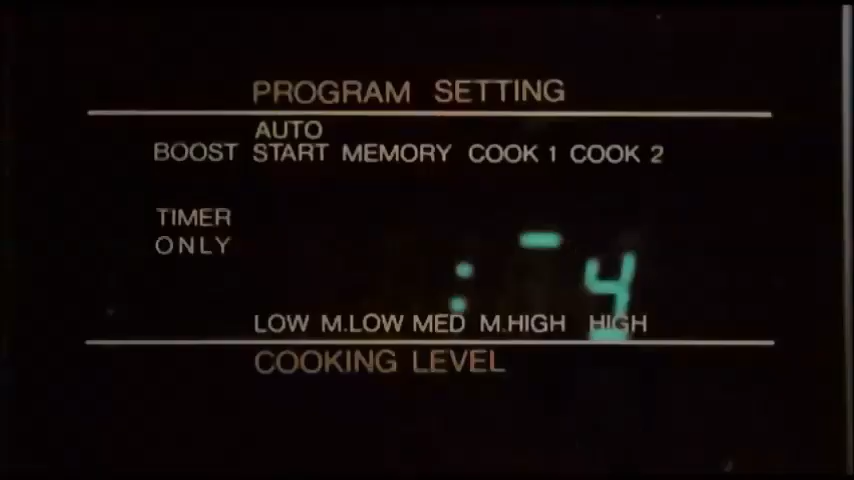 PROGRAM SETTING
AUTO
BOOST START MEMORY COOK 1 COOK 2
TIMER
ONLY
: 4
LOW M.LOW MED M.HIGH HIGH
COOKING LEVEL